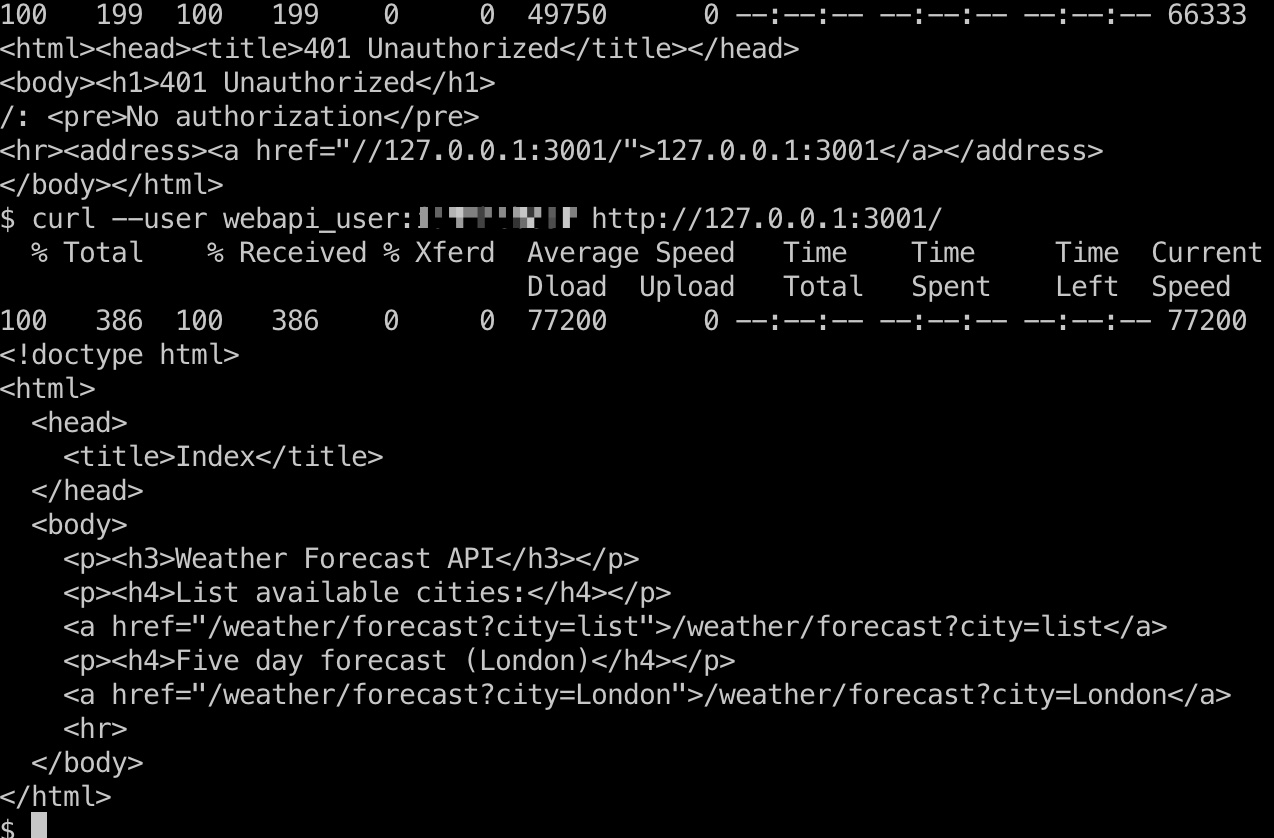 100   199  100   199    0     0  49750      0 --:--:-- --:--:-- --:--:-- 66333
<html><head><title>401 Unauthorized</title></head>
<body><h1>401 Unauthorized</h1>
/: <pre>No authorization</pre>
<hr><address><a href="//127.0.0.1:3001/">127.0.0.1:3001</a></address>
</body></html>
$ curl --user webapi_user: http://127.0.0.1:3001/
  % Total    % Received % Xferd  Average Speed   Time    Time     Time  Current
                                 Dload  Upload   Total   Spent    Left  Speed
100   386  100   386    0     0  77200      0 --:--:-- --:--:-- --:--:-- 77200
<!doctype html>
<html>
  <head>
    <title>Index</title>
  </head>
  <body>
    <p><h3>Weather Forecast API</h3></p>
    <p><h4>List available cities:</h4></p>
    <a href="/weather/forecast?city=list">/weather/forecast?city=list</a>
    <p><h4>Five day forecast (London)</h4></p>
    <a href="/weather/forecast?city=London">/weather/forecast?city=London</a>
    <hr>
  </body>
</html>
$